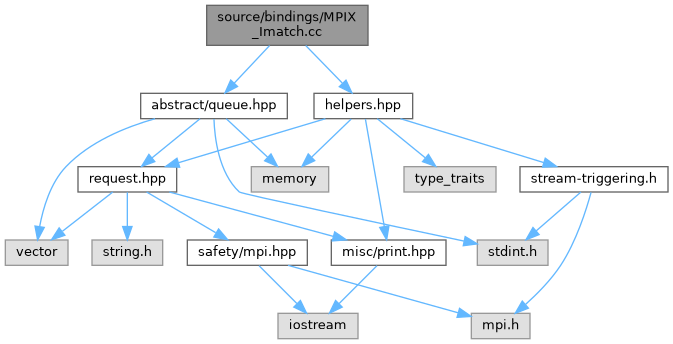 source/bindings/MPIX
_Imatch.cc
abstract/queue.hpp
helpers.hpp
request.hpp
memory
type_traits
stream-triggering.h
vector
string.h
safety/mpi.hpp
misc/print.hpp
stdint.h
iostream
mpi.h